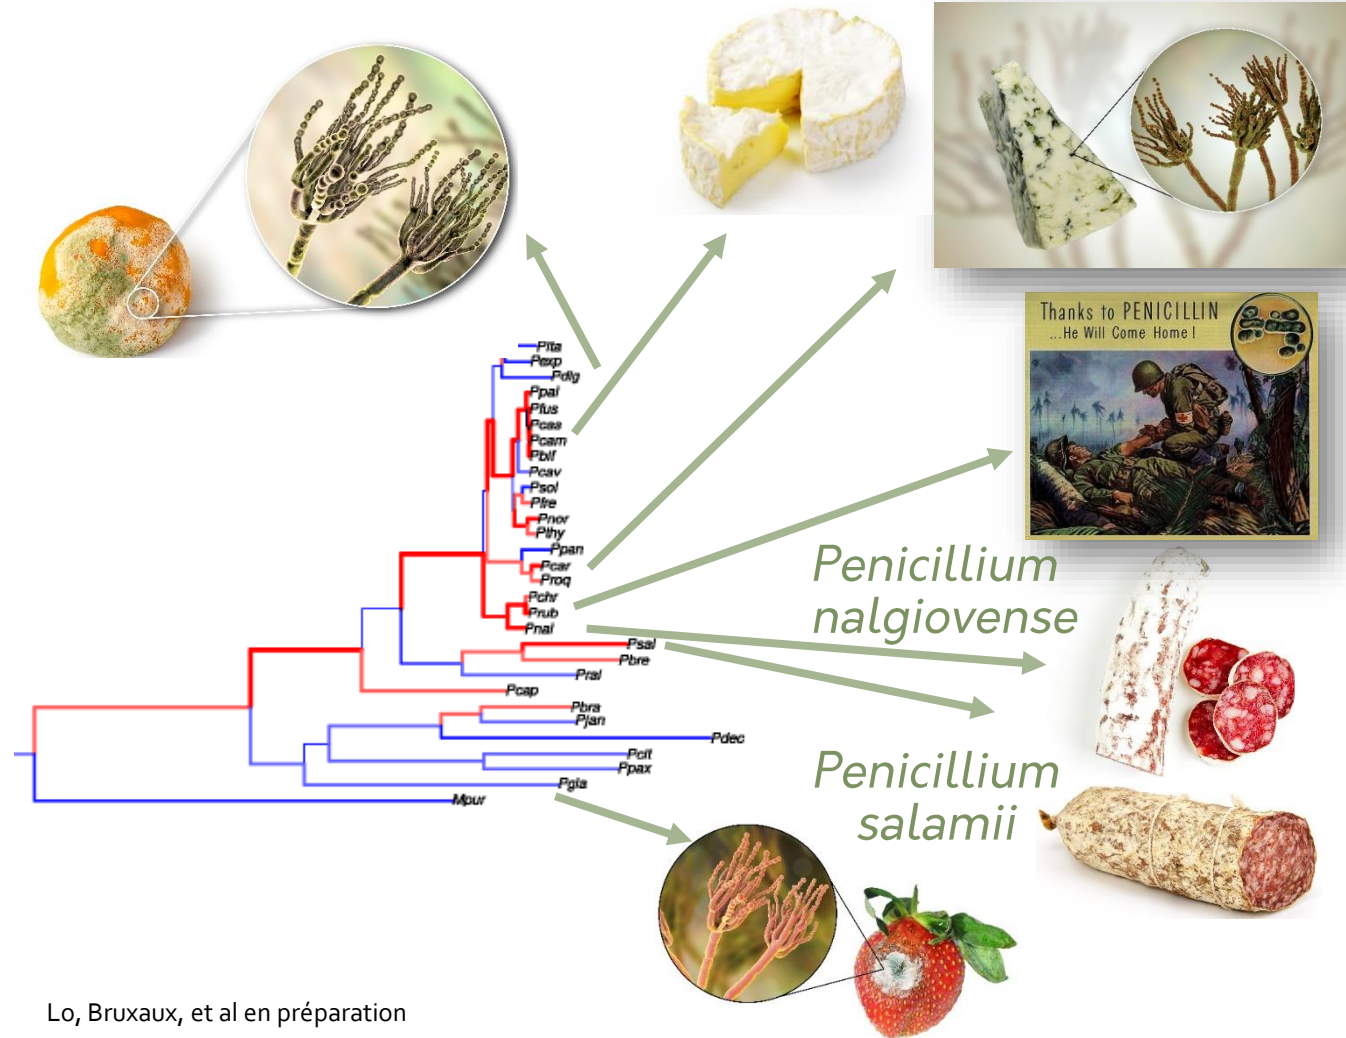 Thanks to PENICILLIN
...He Will Come Home!
Pita
Pexp
Pdig
Ppal
Pfus
Pcas
Pcam
Pbif
Pcav
Psol
Pfre
Pnor
Pthy
Ppan
Pcar
Proq
Pchr
Prub
Pnal
Psal
Pbre
Pral
Pcap
Pbra
Pjan
Pdec
Pcit
Ppax
Pgla
Mpur
Penicillium
nalgiovense
Penicillium
salamii
Lo, Bruxaux, et al en préparation